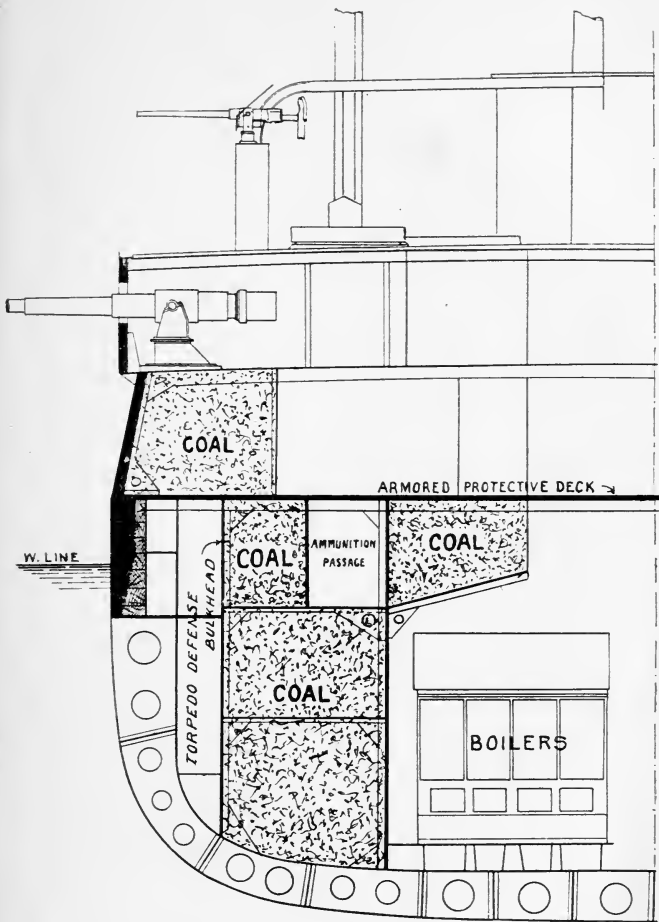 COAL
ARMORED PROTECTIVE DECK
W. LINE
COAL
AMMUNITION
PASSAGE
COAL
TORPEDO DEFENSE
BULKHEAD
COAL
BOILERS